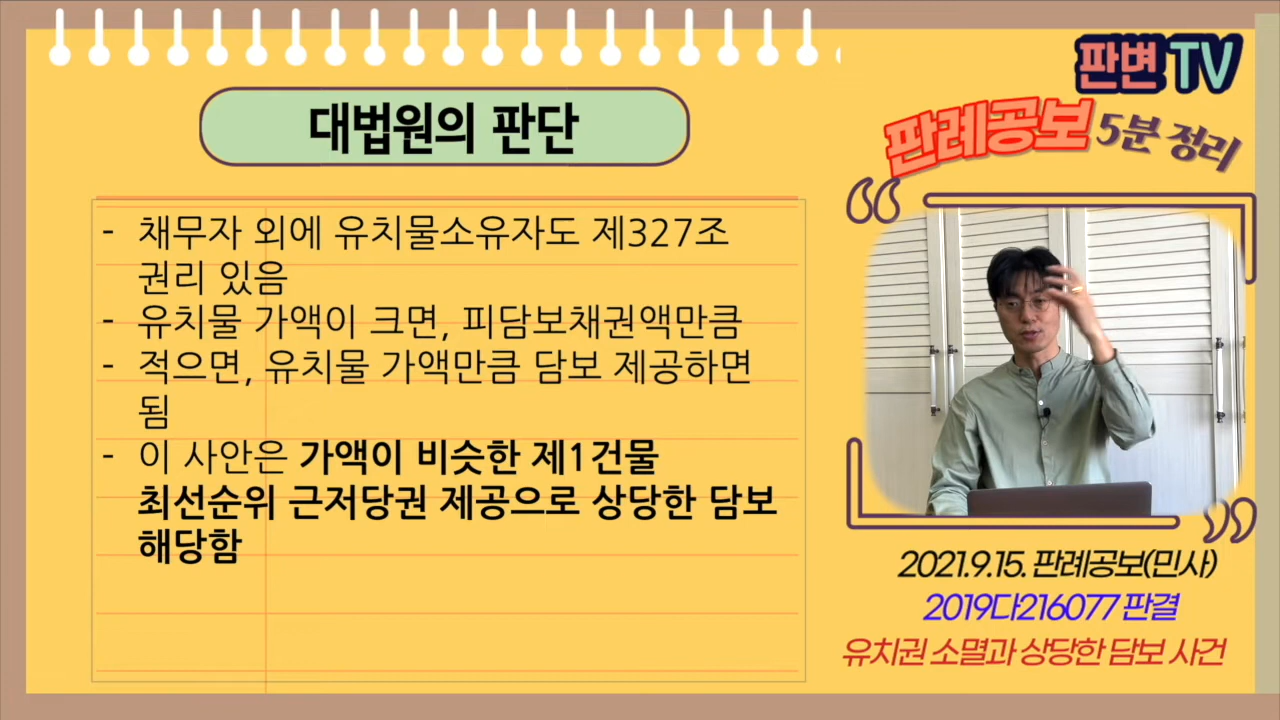 판변 TV
판례공보 5분 정리
대법원의 판단
- 채무자 외에 유치물소유자도 제327조
권리 있음
- 유치물 가액이 크면, 피담보채권액만큼
- 적으면, 유치물 가액만큼 담보 제공하면
됨
- 이 사안은 가액이 비슷한 제1건물
최선순위 근저당권 제공으로 상당한 담보
해당함
2021.9.15. 판례공보(민사)
2019다216077 판결
유치권 소멸과 상당한 담보 사건